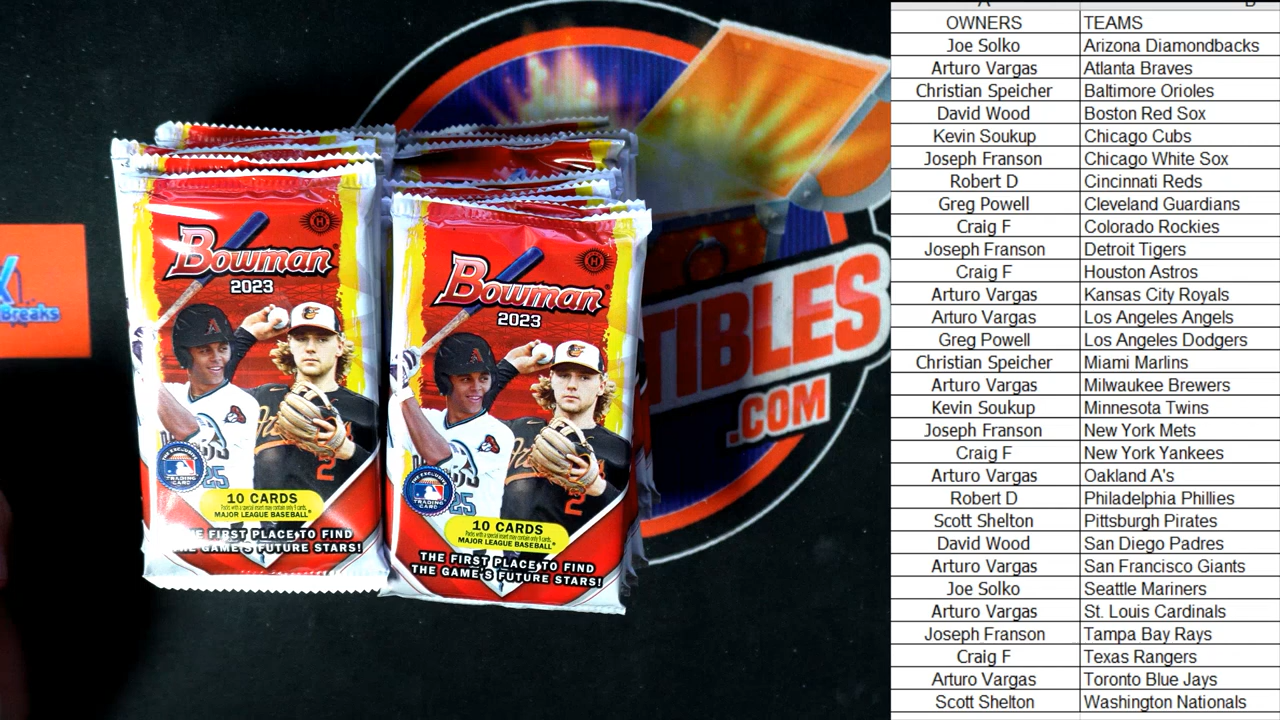 Breaks
Bowman
2023
10 CARDS
MAJOR LEAGUE BASEBALL
FIRST PLACE TO FIND
GAME'S FUTURE STARS!
Bowman
2023
10 CARDS
MAJOR LEAGUE BASEBALL
THE FIRST PLACE TO FIND
THE GAME'S FUTURE STARS!
TIBLES
.COM
OWNERS TEAMS
Joe Solko Arizona Diamondbacks
Arturo Vargas Atlanta Braves
Christian Speicher Baltimore Orioles
David Wood Boston Red Sox
Kevin Soukup Chicago Cubs
Joseph Franson Chicago White Sox
Robert D Cincinnati Reds
Greg Powell Cleveland Guardians
Craig F Colorado Rockies
Joseph Franson Detroit Tigers
Craig F Houston Astros
Arturo Vargas Kansas City Royals
Arturo Vargas Los Angeles Angels
Greg Powell Los Angeles Dodgers
Christian Speicher Miami Marlins
Arturo Vargas Milwaukee Brewers
Kevin Soukup Minnesota Twins
Joseph Franson New York Mets
Craig F New York Yankees
Arturo Vargas Oakland A's
Robert D Philadelphia Phillies
Scott Shelton Pittsburgh Pirates
David Wood San Diego Padres
Arturo Vargas San Francisco Giants
Joe Solko Seattle Mariners
Arturo Vargas St. Louis Cardinals
Joseph Franson Tampa Bay Rays
Craig F Texas Rangers
Arturo Vargas Toronto Blue Jays
Scott Shelton Washington Nationals